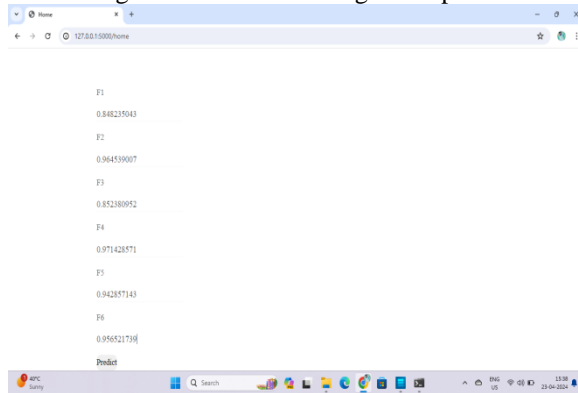 Home
127.0.0.1:5000/home
F1
0.848235043
F2
0.964539007
F3
0.852380952
F4
0.971428571
F5
0.942857143
F6
0.956521739
Predict
40°C
Sunny
Search
ENG
US
15:38
23-04-2024